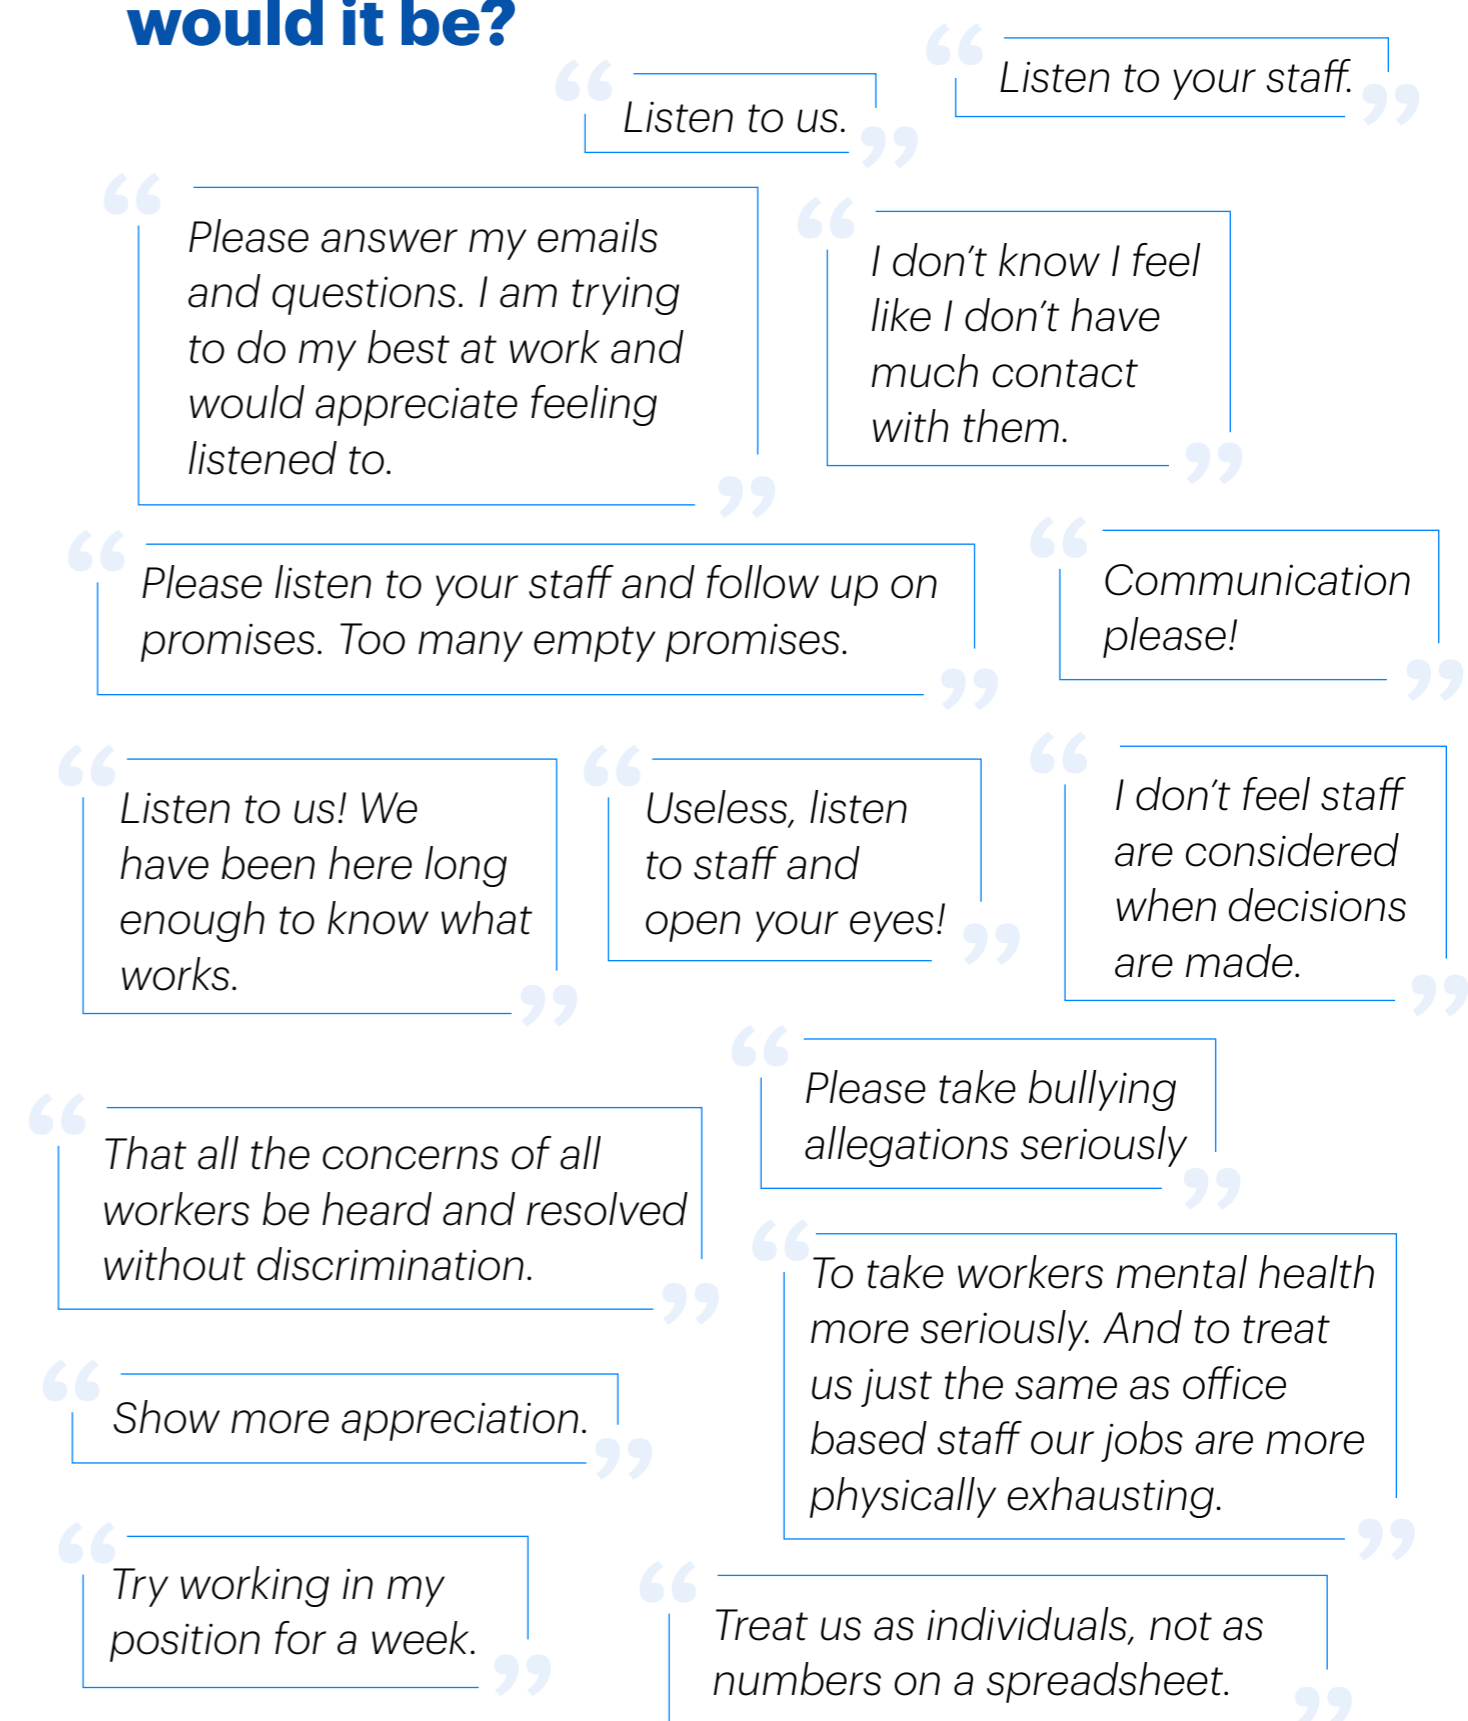 would it be?
Listen to us.
Listen to your staff.
Please answer my emails
and questions. I am trying
to do my best at work and
would appreciate feeling
listened to.
I don’t know I feel
like I don’t have
much contact
with them.
Please listen to your staff and follow up on
promises. Too many empty promises.
Communication
please!
Listen to us! We
have been here long
enough to know what
works.
Useless, listen
to staff and
open your eyes!
I don’t feel staff
are considered
when decisions
are made.
Please take bullying
allegations seriously
That all the concerns of all
workers be heard and resolved
without discrimination.
To take workers mental health
more seriously. And to treat
us just the same as office
based staff our jobs are more
physically exhausting.
Show more appreciation.
Try working in my
position for a week.
Treat us as individuals, not as
numbers on a spreadsheet.